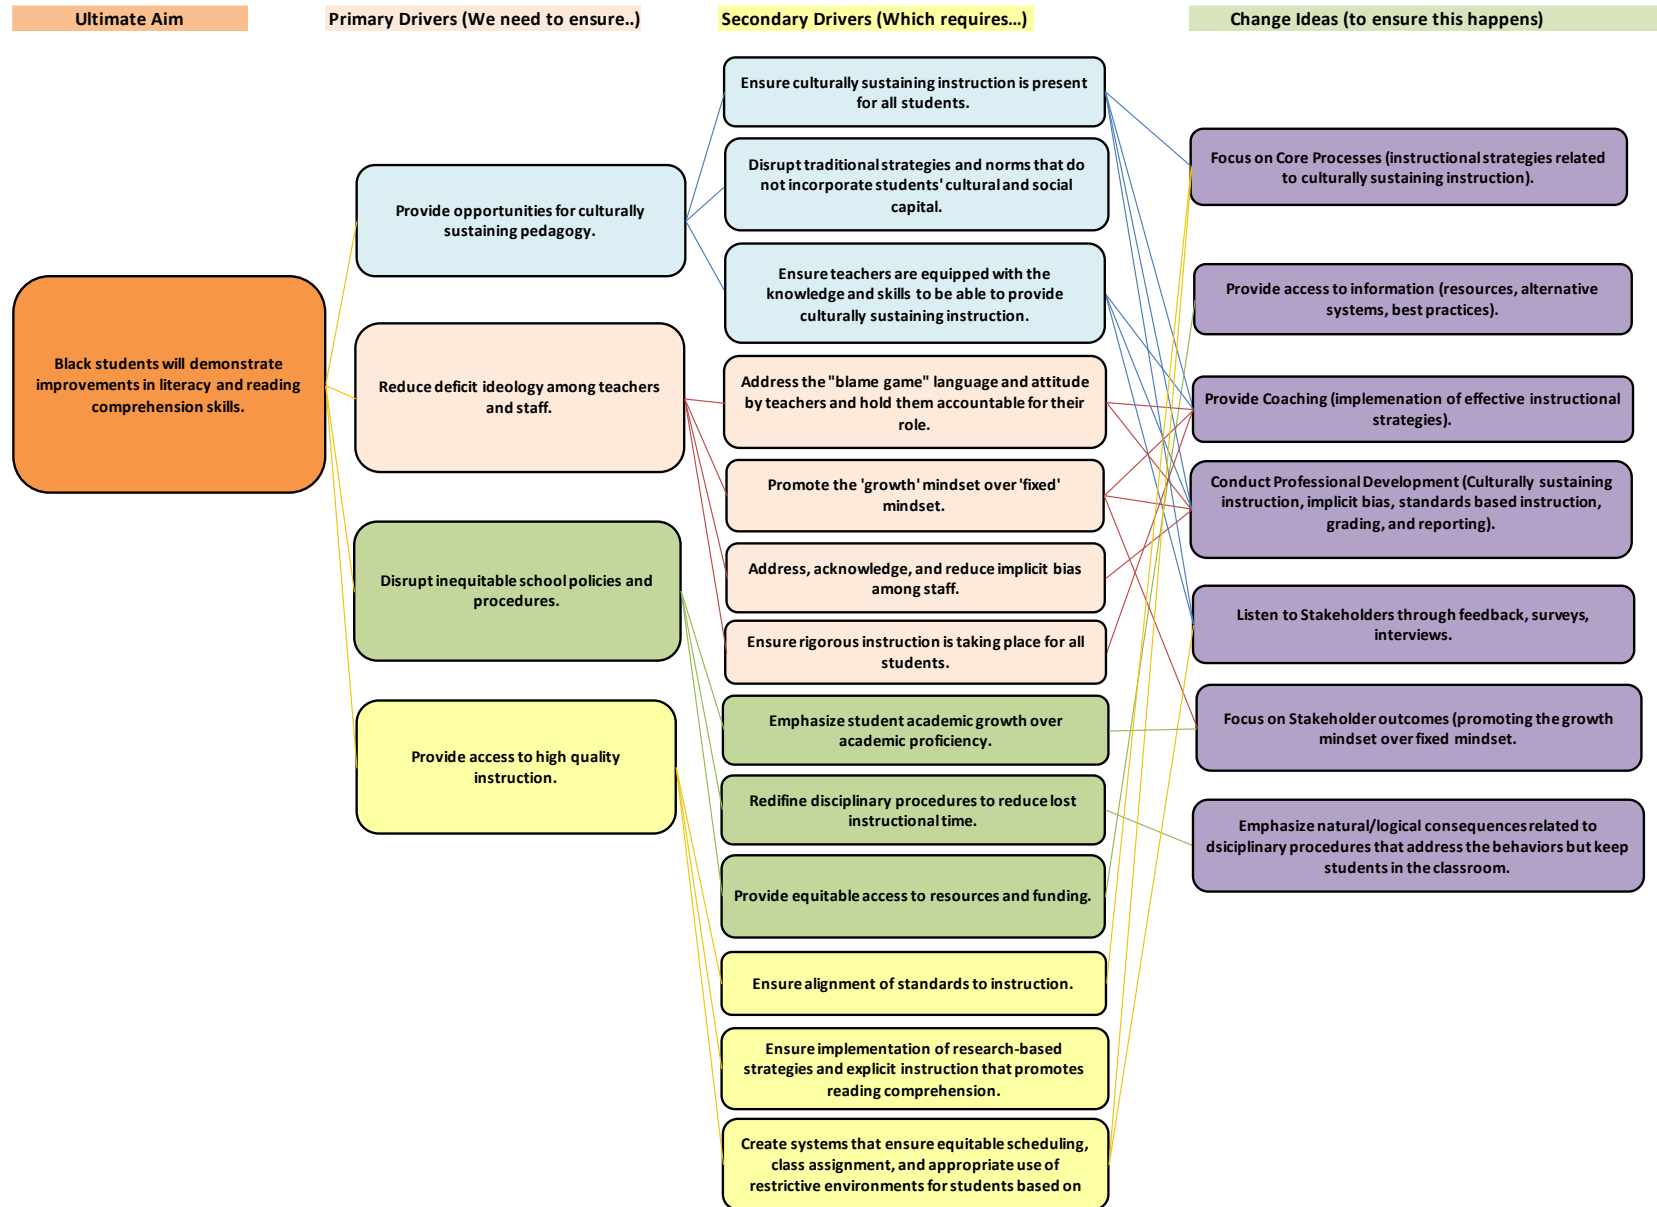 Ultimate Aim
Primary Drivers (We need to ensure..)
Secondary Drivers (Which requires...)
Change Ideas (to ensure this happens)
Black students will demonstrate
improvements in literacy and reading
comprehension skills.
Provide opportunities for culturally
sustaining pedagogy.
Reduce deficit ideology among teachers
and staff.
Disrupt inequitable school policies and
procedures.
Provide access to high quality
instruction.
Ensure culturally sustaining instruction is present
for all students.
Disrupt traditional strategies and norms that do
not incorporate students' cultural and social
capital.
Ensure teachers are equipped with the
knowledge and skills to be able to provide
culturally sustaining instruction.
Address the "blame game" language and attitude
by teachers and hold them accountable for their
role.
Promote the 'growth' mindset over 'fixed'
mindset.
Address, acknowledge, and reduce implicit bias
among staff.
Ensure rigorous instruction is taking place for all
students.
Emphasize student academic growth over
academic proficiency.
Redifine disciplinary procedures to reduce lost
instructional time.
Provide equitable access to resources and funding.
Ensure alignment of standards to instruction.
Ensure implementation of research-based
strategies and explicit instruction that promotes
reading comprehension.
Create systems that ensure equitable scheduling,
class assignment, and appropriate use of
restrictive environments for students based on
Focus on Core Processes (instructional strategies related
to culturally sustaining instruction).
Provide access to information (resources, alternative
systems, best practices).
Provide Coaching (implemenation of effective instructional
strategies).
Conduct Professional Development (Culturally sustaining
instruction, implicit bias, standards based instruction,
grading, and reporting).
Listen to Stakeholders through feedback, surveys,
interviews.
Focus on Stakeholder outcomes (promoting the growth
mindset over fixed mindset.
Emphasize natural/logical consequences related to
dsiciplinary procedures that address the behaviors but keep
students in the classroom.